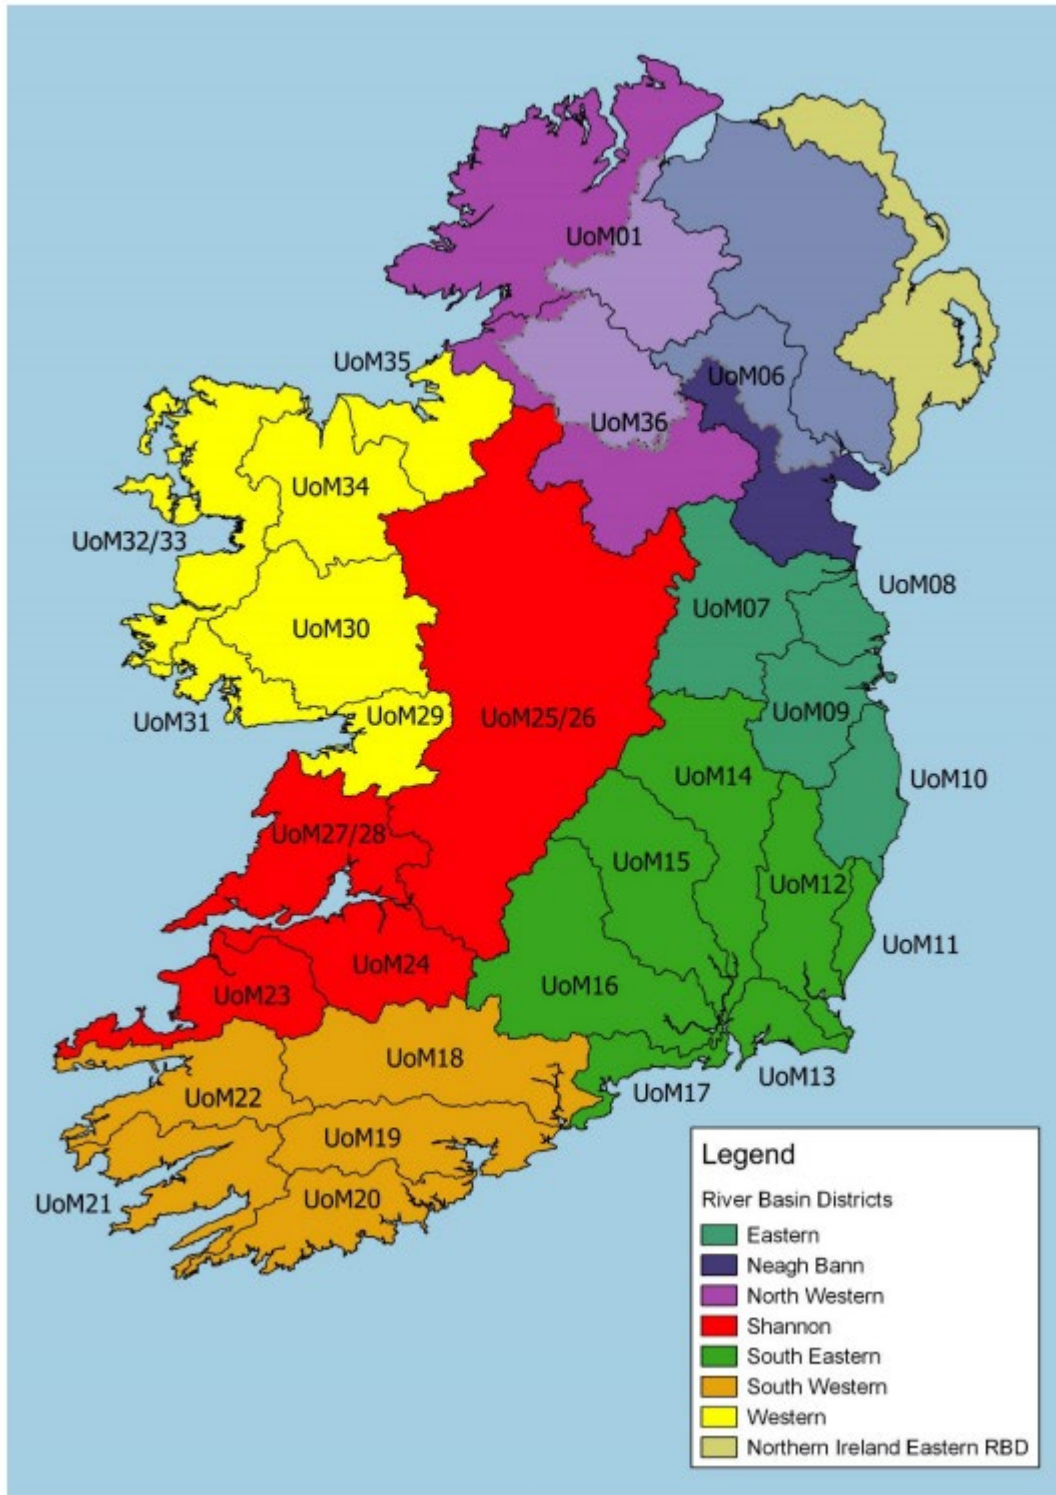 UoM01
UoM35
UoM06
UoM36
UoM34
UoM32/33
UoM08
UoM07
UoM30
UoM31
UoM29
UoM25/26
UoM09
UoM14
UoM10
UoM27/28
UoM15
UoM12
UoM11
UoM24
UoM23
UoM16
UoM18
UoM13
UoM17
UoM22
UoM19
UoM21
UoM20
Legend
River Basin Districts
Eastern
Neagh Bann
North Western
Shannon
South Eastern
South Western
Western
Northern Ireland Eastern RBD